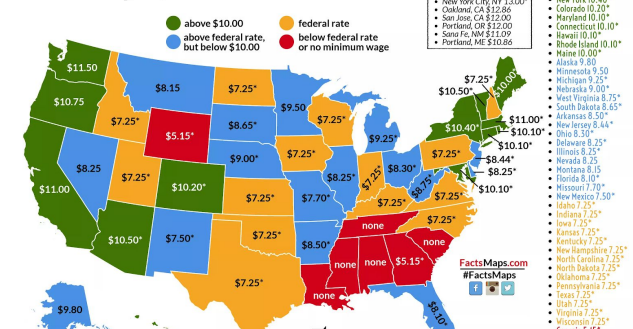 New York City, NY 13.00*
• Oakland, CA $12.86
• San Jose, CA $12.00
• Portland, OR $12.00
• Sana Fe, NM $11.09
• Portland, ME $10.86
above $10.00
federal rate
above federal rate,
but below $10.00
below federal rate
or no minimum wage
• New York 10.40*
• Colorado 10.20*
• Maryland 10.10*
• Connecticut 10.10*
• Hawaii 10.10*
• Rhode Island 10.10*
• Maine 10.00*
• Alaska 9.80
• Minnesota 9.50
• Michigan 9.25*
• Nebraska 9.00*
• West Virginia 8.75*
• South Dakota 8.65*
• Arkansas 8.50*
• New Jersey 8.44*
• Ohio 8.30*
• Delaware 8.25*
• Illinois 8.25*
• Nevada 8.25
• Montana 8.15
• Florida 8.10*
• Missouri 7.70*
• New Mexico 7.50*
• Idaho 7.25*
• Indiana 7.25*
• Iowa 7.25*
• Kansas 7.25*
• Kentucky 7.25*
• New Hampshire 7.25*
• North Carolina 7.25*
• North Dakota 7.25*
• Oklahoma 7.25*
• Pennsylvania 7.25*
• Texas 7.25*
• Utah 7.25*
• Virginia 7.25*
• Wisconsin 7.25*
$11.50
$10.75
$11.00
$8.25
$7.25*
$8.15
$5.15*
$7.25*
$10.20*
$10.50*
$7.50*
$7.25*
$8.65*
$9.00*
$7.25*
$7.25*
$7.25*
$9.50
$7.25*
$7.70*
$8.50*
none
$7.25*
$8.25*
$9.25*
$7.25*
$8.30*
$7.25*
none
none
none
$5.15*
none
$8.10*
$7.25*
$7.25*
$8.75*
$7.25*
$10.40*
$10.50*
$7.25*
$10.00*
$11.00*
$10.10*
$10.10*
$8.44*
$8.25*
$10.10*
$9.80
FactsMaps.com
#FactsMaps